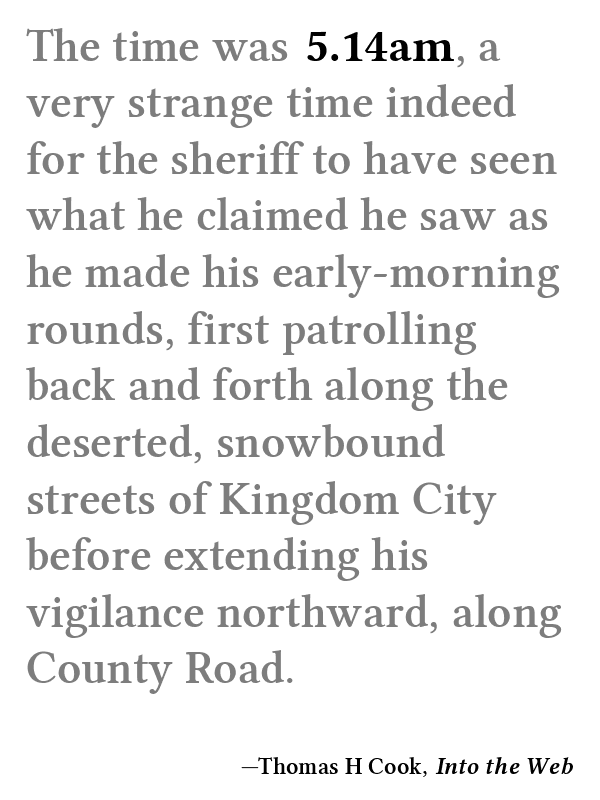 The time was 5.14am, a
very strange time indeed
for the sheriff to have seen
what he claimed he saw as
he made his early-morning
rounds, first patrolling
back and forth along the
deserted, snowbound
streets of Kingdom City
before extending his
vigilance northward, along
County Road.
—Thomas H Cook, Into the Web